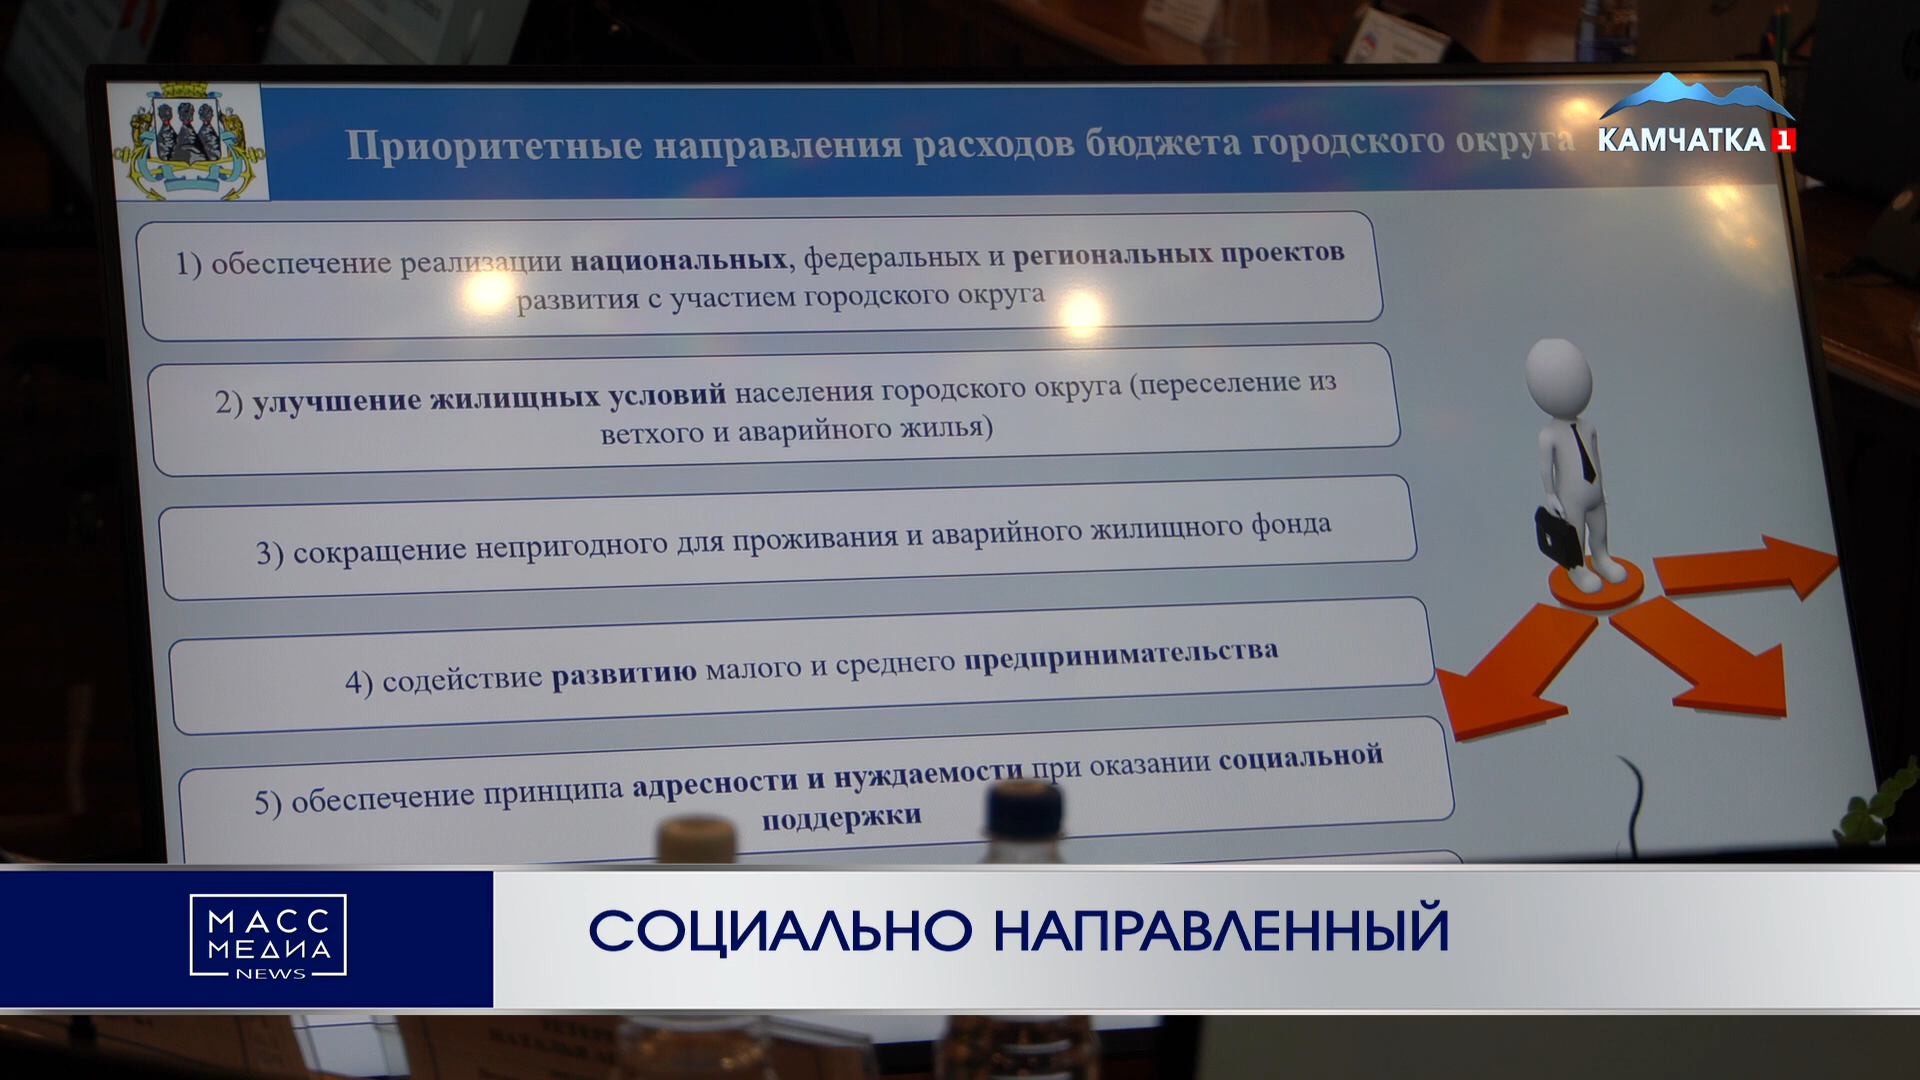 Приоритетные направления расходов бюджета городского округа
КАМЧАТКА 1
1) обеспечение реализации национальных, федеральных и региональных проектов
развития с участием городского округа
2) улучшение жилищных условий населения городского округа (переселение из
ветхого и аварийного жилья)
3) сокращение непригодного для проживания и аварийного жилищного фонда
4) содействие развитию малого и среднего предпринимательства
5) обеспечение принципа адресности и нуждаемости при оказании социальной
поддержки
МАСС
МЕДИА
NEWS
СОЦИАЛЬНО НАПРАВЛЕННЫЙ